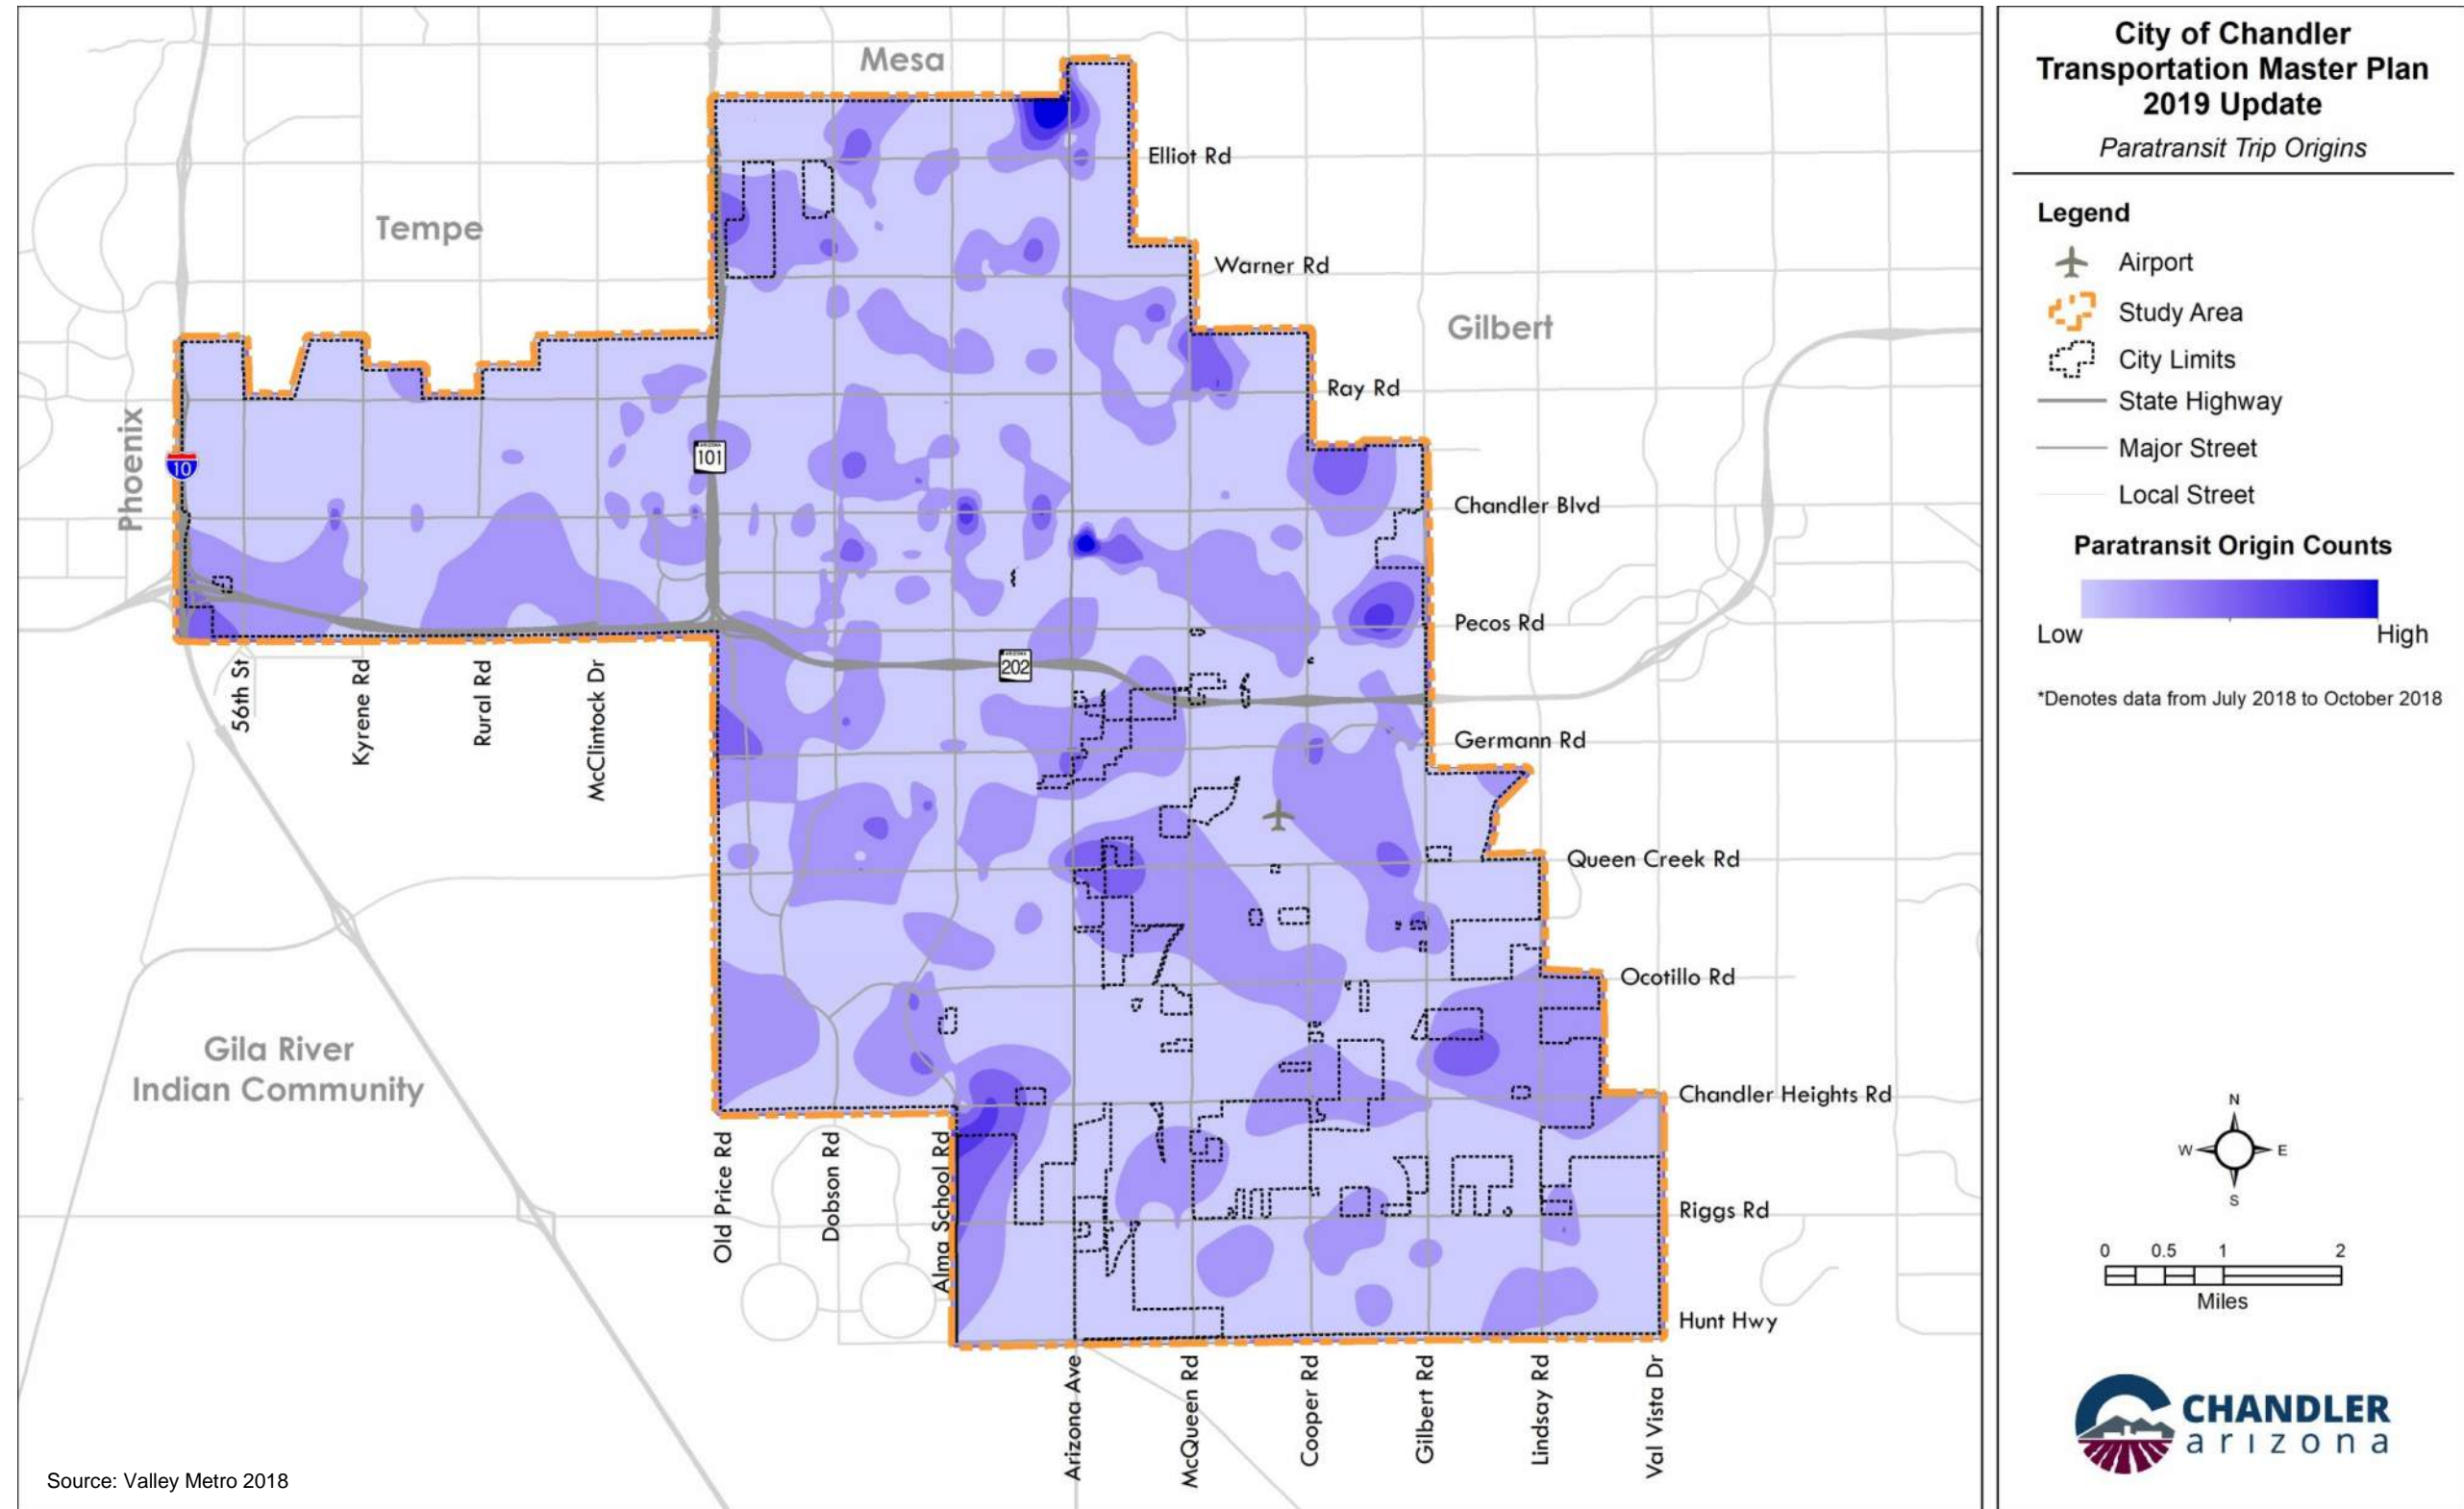 City of Chandler
Transportation Master Plan
2019 Update
Paratransit Trip Origins
Legend
Airport
Study Area
City Limits
State Highway
Major Street
Local Street
Paratransit Origin Counts
Low
High
*Denotes data from July 2018 to October 2018
N
W
E
S
0 0.5 1 2
Miles
CHANDLER
arizona
Mesa
Tempe
Gilbert
Phoenix
Gila River
Indian Community
10
ARIZONA
101
ARIZONA
202
Elliot Rd
Warner Rd
Ray Rd
Chandler Blvd
Pecos Rd
Germann Rd
Queen Creek Rd
Ocotillo Rd
Chandler Heights Rd
Riggs Rd
Hunt Hwy
56th St
Kyrene Rd
Rural Rd
McClintock Dr
Old Price Rd
Dobson Rd
Alma School Rd
Arizona Ave
McQueen Rd
Cooper Rd
Gilbert Rd
Lindsay Rd
Val Vista Dr
Source: Valley Metro 2018